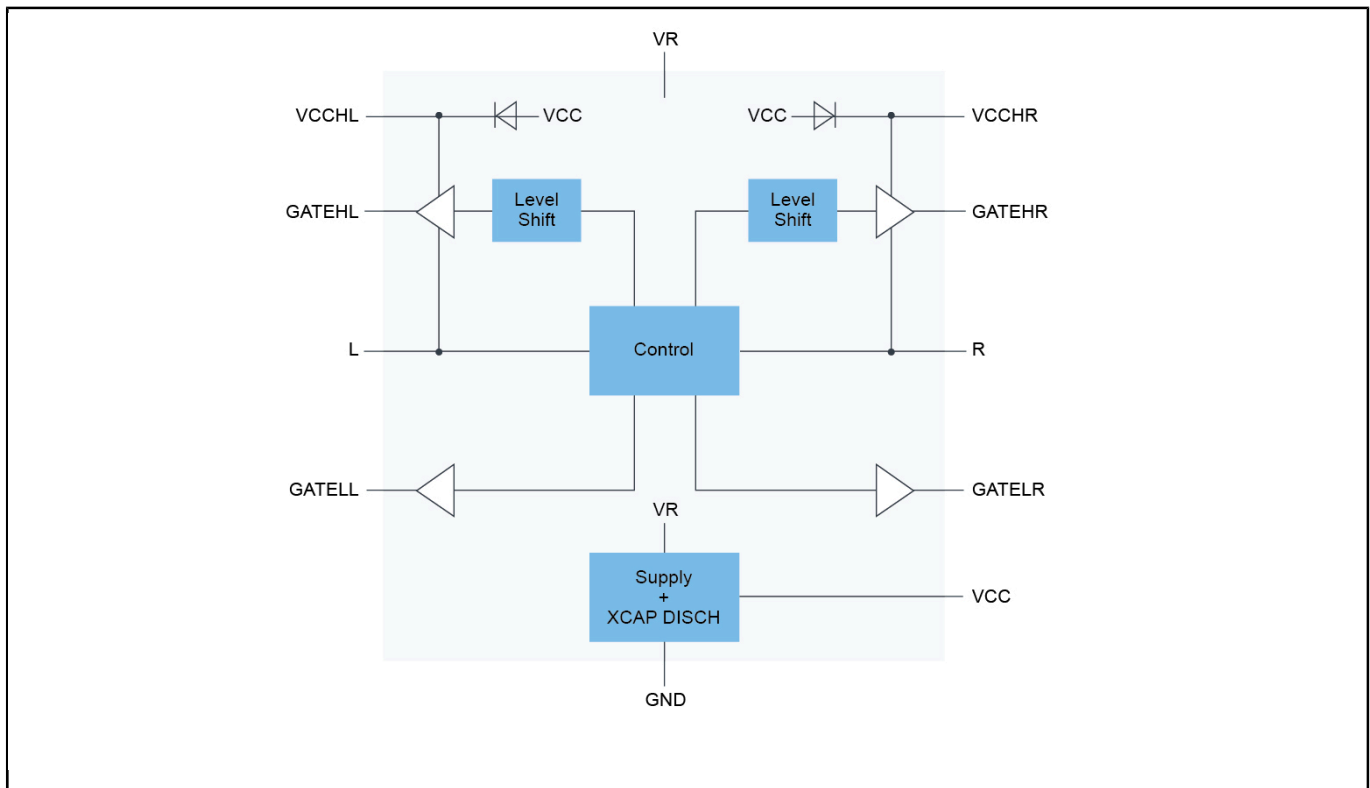 VR
VCCHL
VCC
VCC
VCCHR
GATEHL
Level
Shift
Level
Shift
GATEHR
L
Control
R
GATELL
GATELR
VR
Supply
+
XCAP DISCH
VCC
GND